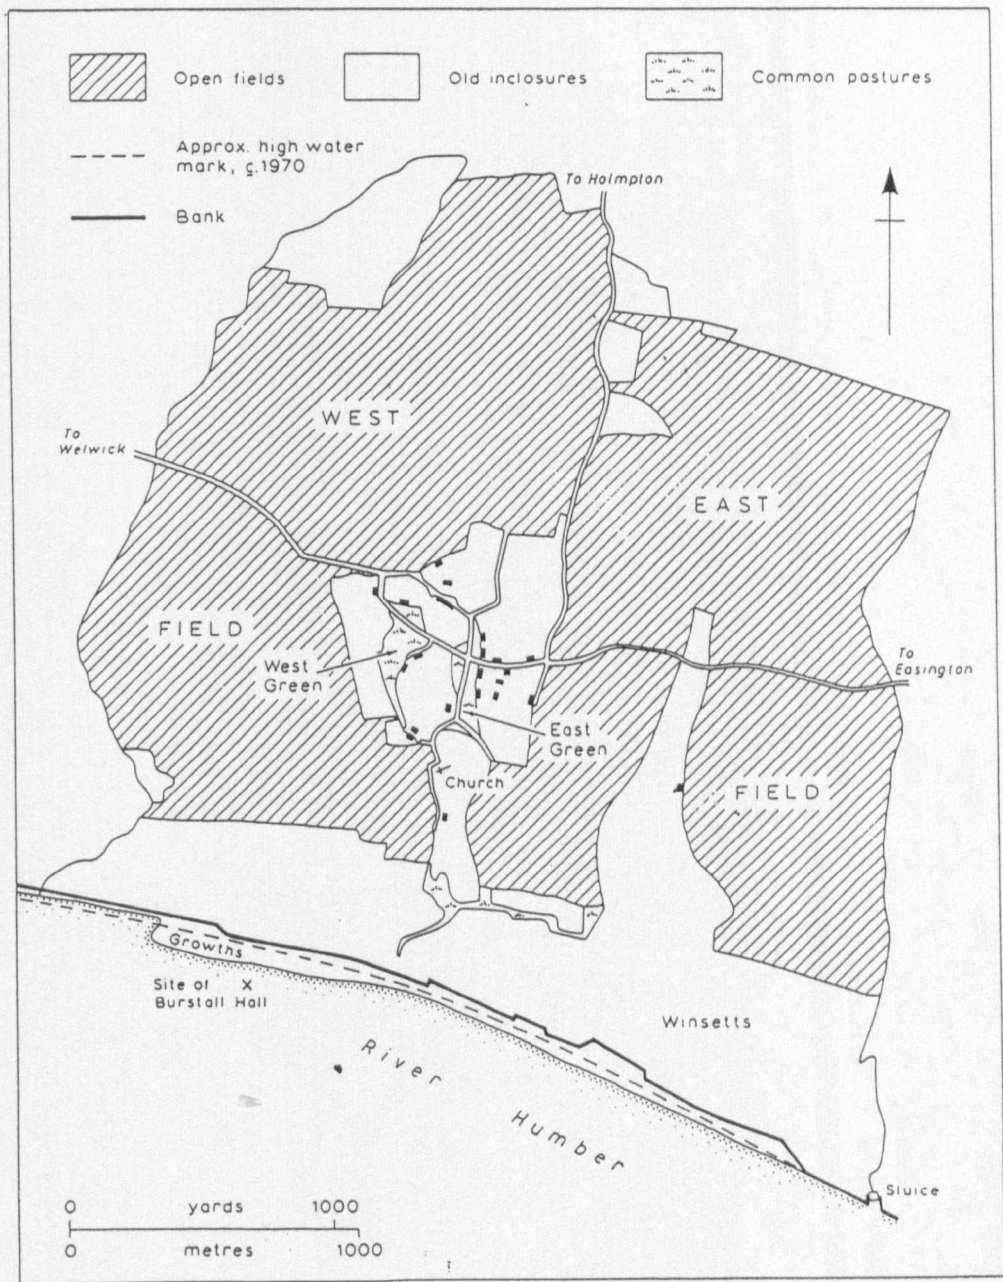 Open fields
Old inclosures
Common pastures
Approx. high water
mark, c.1970
Bank
To Holmpton
WEST
To
Welwick
EAST
FIELD
West
Green
To
Easington
East
Green
Church
FIELD
Growths
Site of X
Burstall Hall
Winsetts
River
Humber
Sluice
0 yards 1000
0 metres 1000